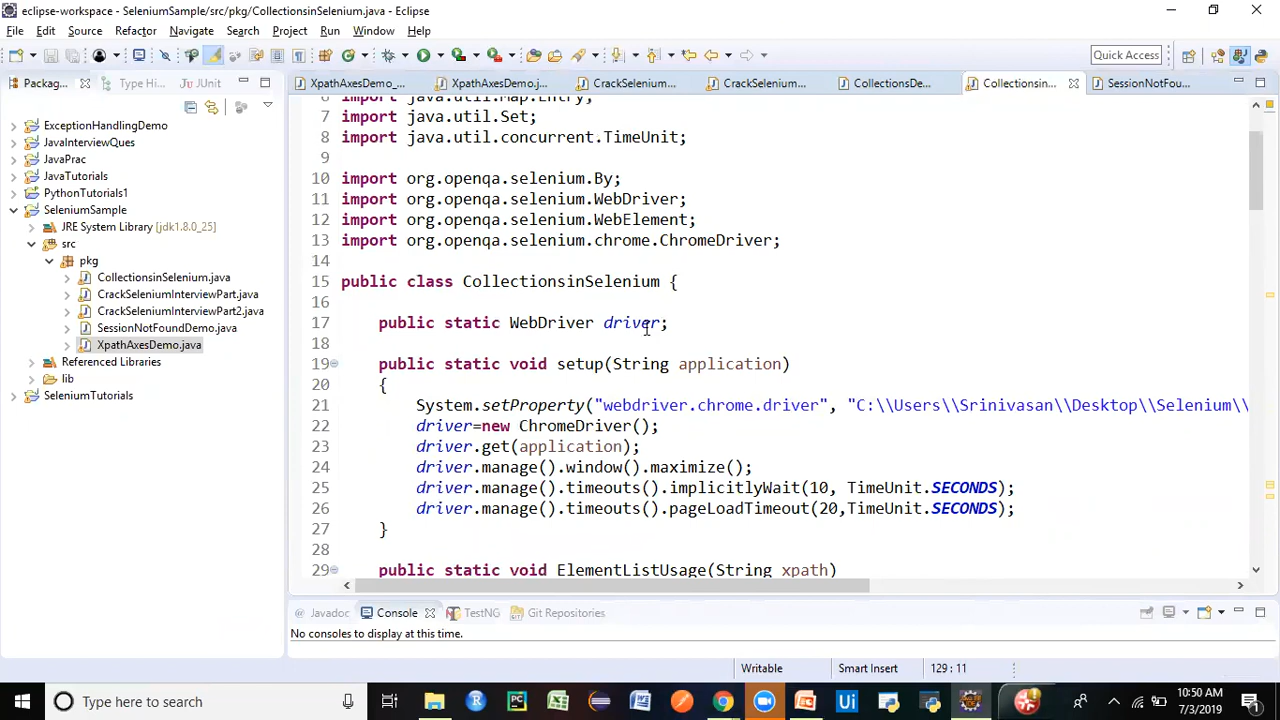 eclipse-workspace - SeleniumSample/src/pkg/CollectionsinSelenium.java - Eclipse
File Edit Source Refactor Navigate Search Project Run Window Help
Quick Access
Packag... Type Hi... JUnit
XpathAxesDemo_... XpathAxesDemo.j... CrackSelenium... CrackSelenium... CollectionsDe... Collectionsin... SessionNotFou...
ExceptionHandlingDemo
JavaInterviewQues
JavaPrac
JavaTutorials
PythonTutorials1
SeleniumSample
JRE System Library [jdk1.8.0_25]
src
pkg
CollectionsinSelenium.java
CrackSeleniumInterviewPart.java
CrackSeleniumInterviewPart2.java
SessionNotFoundDemo.java
XpathAxesDemo.java
Referenced Libraries
lib
SeleniumTutorials
6 import java.util.Map.Entry;
7 import java.util.Set;
8 import java.util.concurrent.TimeUnit;
9
10 import org.openqa.selenium.By;
11 import org.openqa.selenium.WebDriver;
12 import org.openqa.selenium.WebElement;
13 import org.openqa.selenium.chrome.ChromeDriver;
14
15 public class CollectionsinSelenium {
16
17 public static WebDriver driver;
18
19 public static void setup(String application)
20 {
21 System.setProperty("webdriver.chrome.driver", "C:\\Users\\Srinivasan\\Desktop\\Selenium\\
22 driver=new ChromeDriver();
23 driver.get(application);
24 driver.manage().window().maximize();
25 driver.manage().timeouts().implicitlyWait(10, TimeUnit.SECONDS);
26 driver.manage().timeouts().pageLoadTimeout(20,TimeUnit.SECONDS);
27 }
28
29 public static void ElementListUsage(String xpath)
Javadoc Console TestNG Git Repositories
No consoles to display at this time.
Writable Smart Insert 129 : 11
Type here to search
10:50 AM
7/3/2019